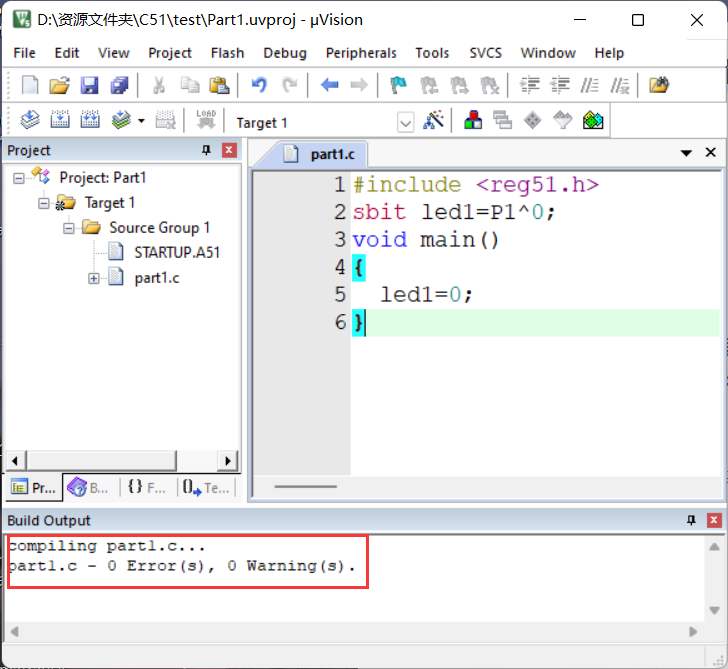 D:\资源文件夹\C51\test\Part1.uvproj - µVision
File Edit View Project Flash Debug Peripherals Tools SVCS Window Help
LOAD Target 1
Project
Project: Part1
Target 1
Source Group 1
STARTUP.A51
part1.c
Pr... B... {} F... 0 Te...
part1.c
1 #include <reg51.h>
2 sbit led1=P1^0;
3 void main()
4 {
5 led1=0;
6 }
Build Output
compiling part1.c...
part1.c - 0 Error(s), 0 Warning(s).